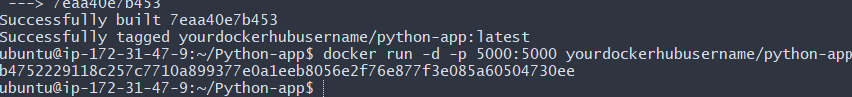 ---> 7eaa40e7b453
Successfully built 7eaa40e7b453
Successfully tagged yourdockerhubusername/python-app:latest
ubuntu@ip-172-31-47-9:~/Python-app$ docker run -d -p 5000:5000 yourdockerhubusername/python-app
b4752229118c257c7710a899377e0a1eeb8056e2f76e877f3e085a60504730ee
ubuntu@ip-172-31-47-9:~/Python-app$